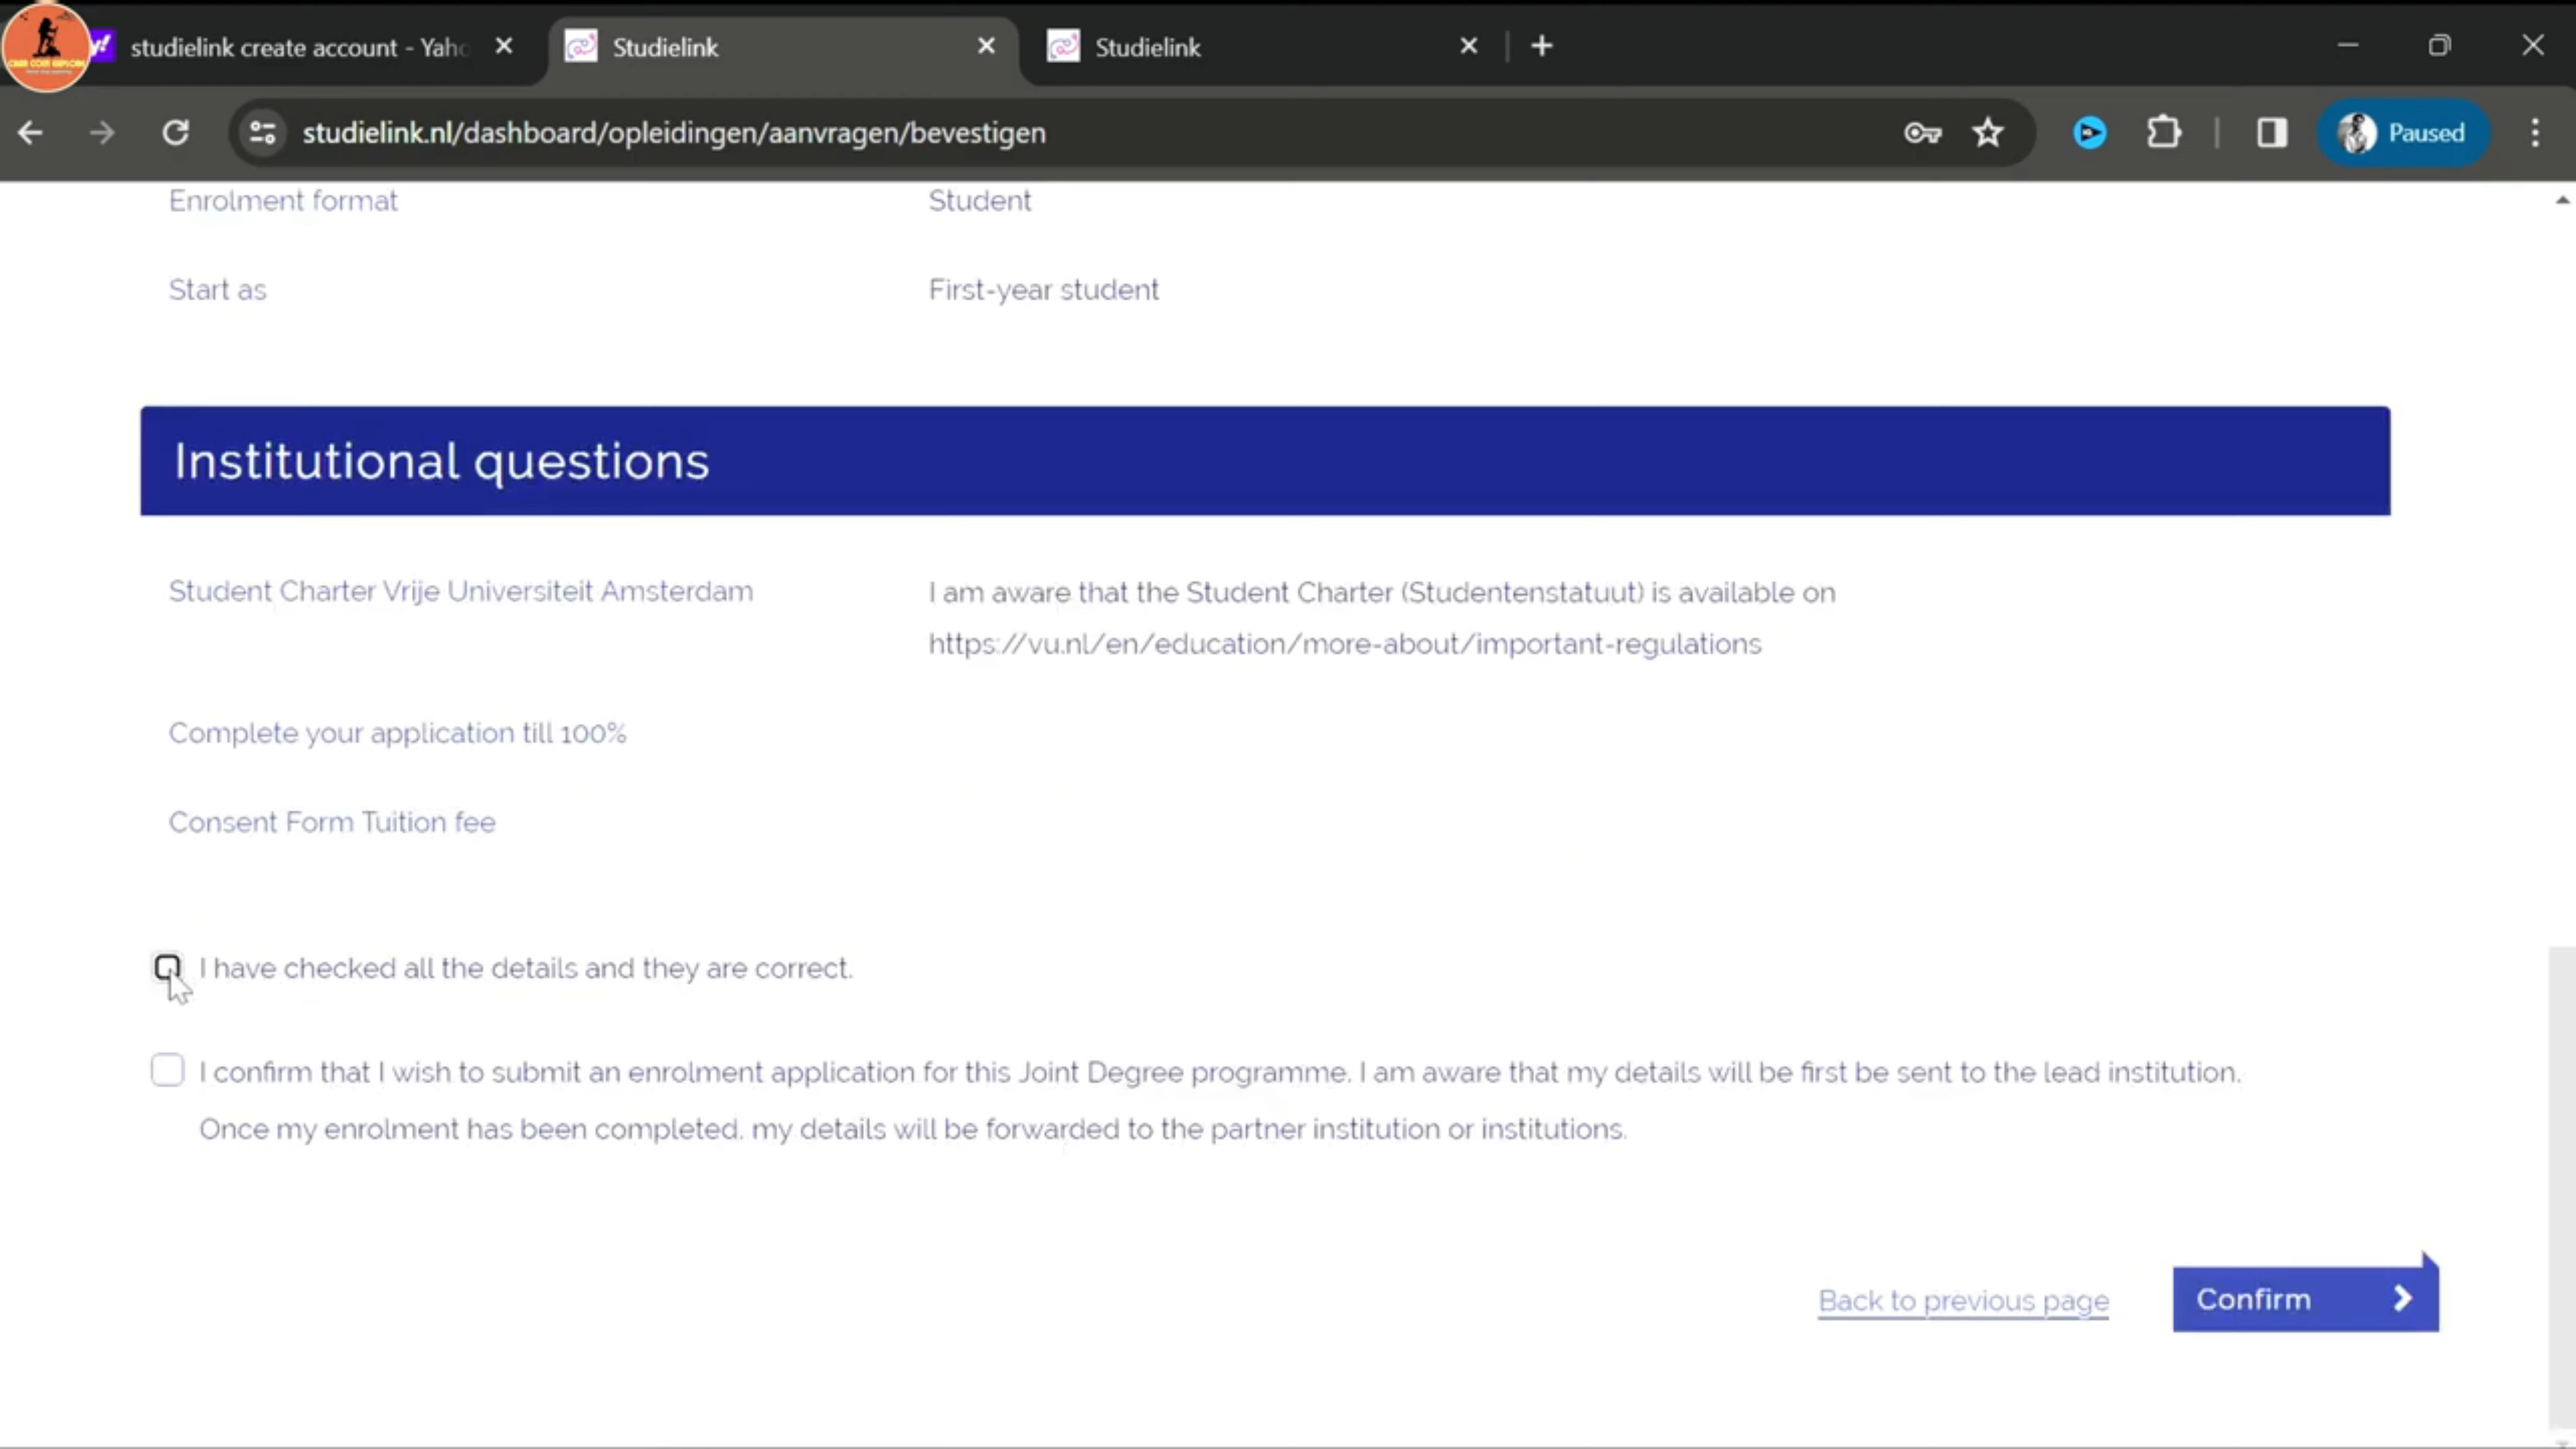 studielink create account - Yaho
Studielink
Studielink
studielink.nl/dashboard/opleidingen/aanvragen/bevestigen
Paused
Enrolment format
Student
Start as
First-year student
Institutional questions
Student Charter Vrije Universiteit Amsterdam
I am aware that the Student Charter (Studentenstatuut) is available on
https://vu.nl/en/education/more-about/important-regulations
Complete your application till 100%
Consent Form Tuition fee
I have checked all the details and they are correct.
I confirm that I wish to submit an enrolment application for this Joint Degree programme. I am aware that my details will be first be sent to the lead institution.
Once my enrolment has been completed, my details will be forwarded to the partner institution or institutions.
Back to previous page
Confirm